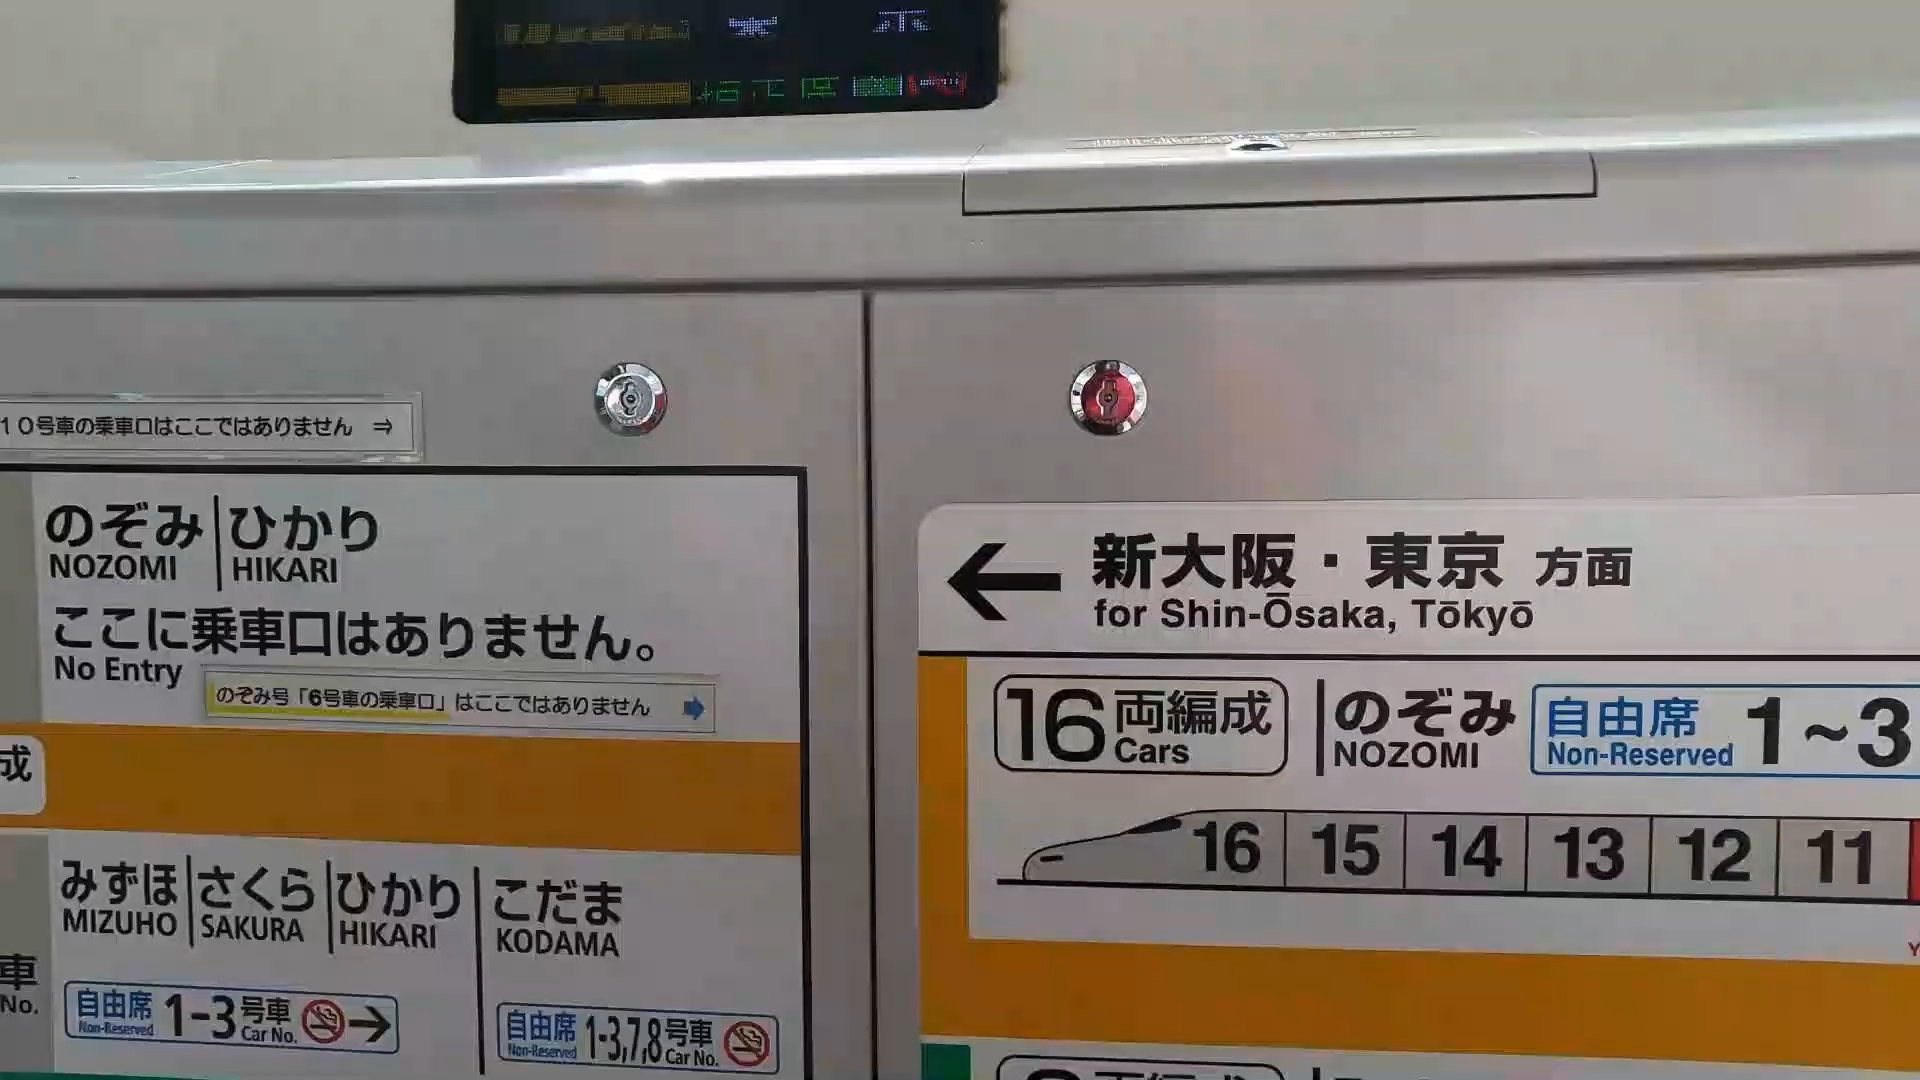 指定席
10号車の乗車口はここではありません ⇒
のぞみ ひかり
NOZOMI HIKARI
ここに乗車口はありません。
No Entry
のぞみ号「6号車の乗車口」はここではありません
成
みずほ さくら ひかり こだま
MIZUHO SAKURA HIKARI KODAMA
車
No.
自由席 1-3 号車
Non-Reserved Car No.
自由席 1-3,7,8 号車
Non-Reserved Car No.
← 新大阪・東京 方面
for Shin-Ōsaka, Tōkyō
16 両編成 のぞみ 自由席 1~3
Cars NOZOMI Non-Reserved
16 15 14 13 12 11